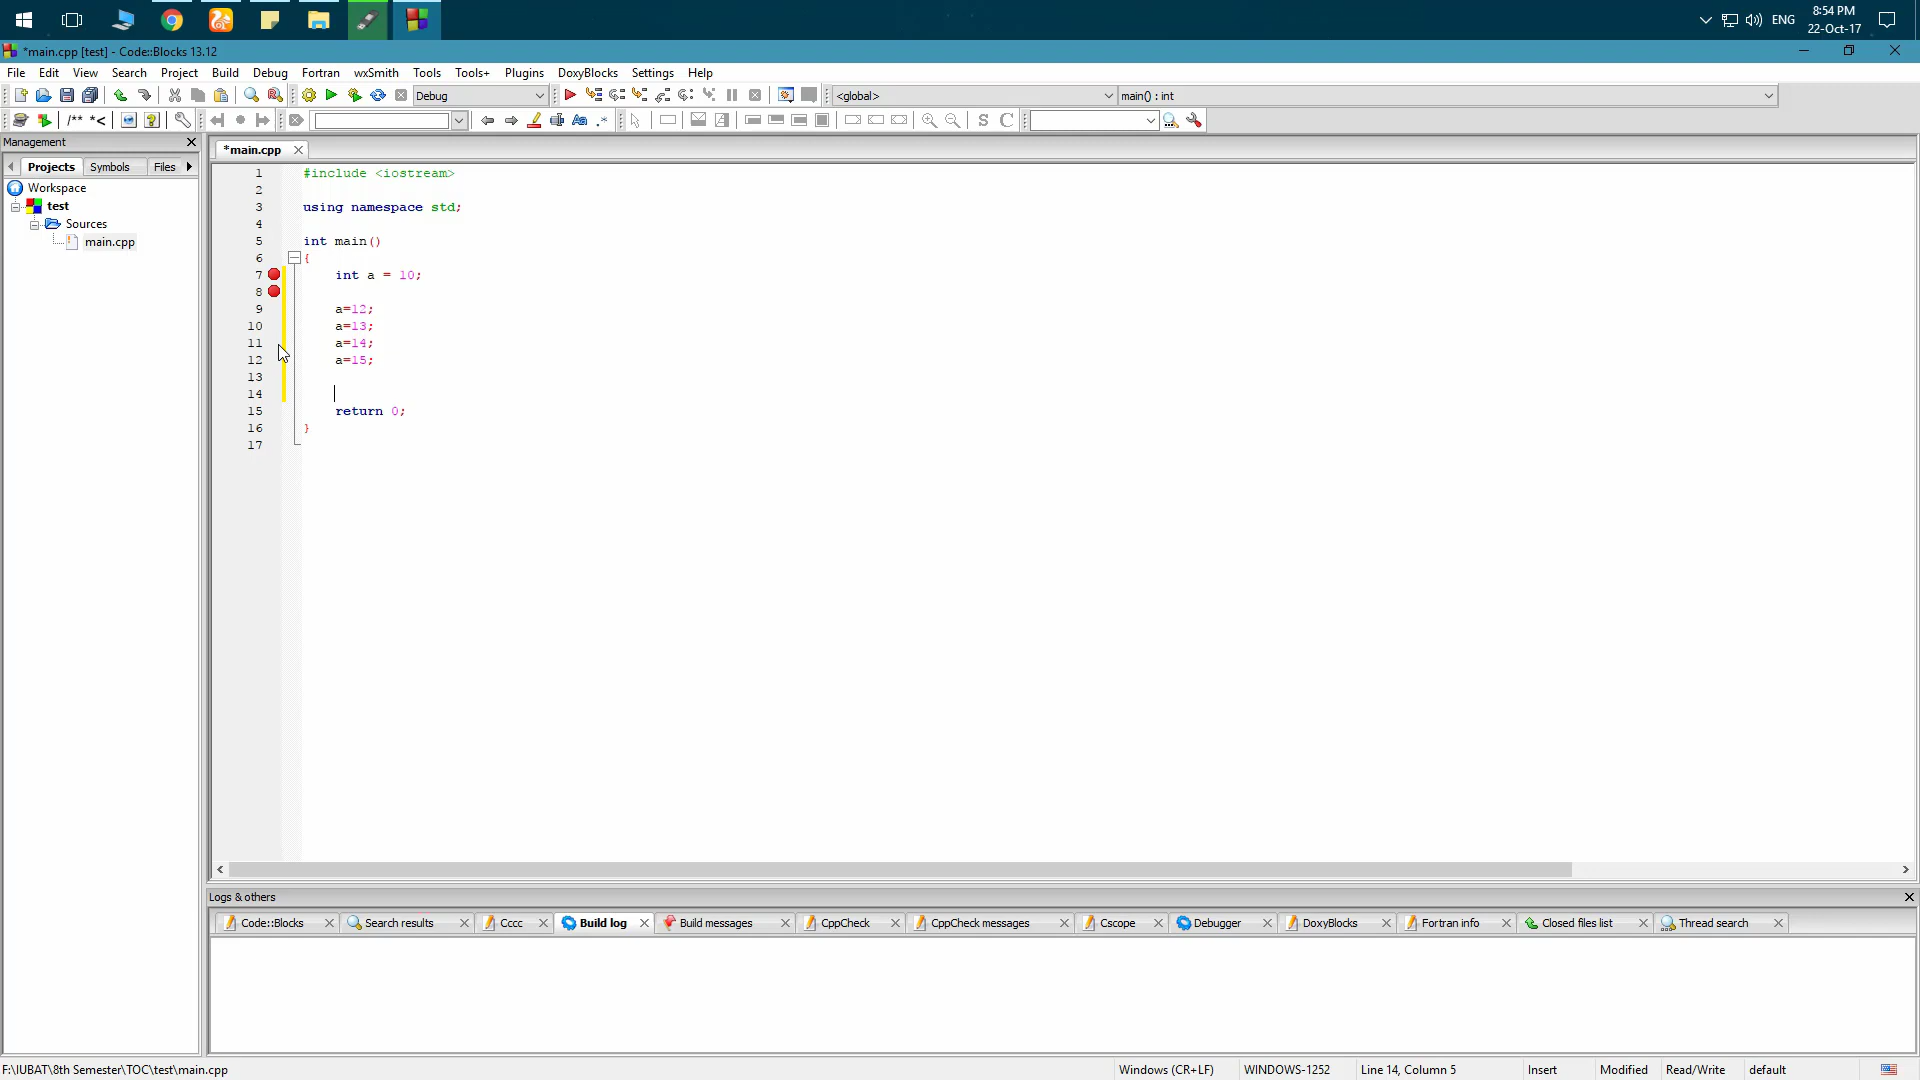 8:54 PM
ENG
22-Oct-17
*main.cpp [test] - Code::Blocks 13.12
File Edit View Search Project Build Debug Fortran wxSmith Tools Tools+ Plugins DoxyBlocks Settings Help
Debug <global> main() : int
/** *< Aa .* S C
Management
*main.cpp
Projects Symbols Files
Workspace
test
Sources
main.cpp
1 #include <iostream>
2
3 using namespace std;
4
5 int main()
6 {
7 int a = 10;
8
9 a=12;
10 a=13;
11 a=14;
12 a=15;
13
14
15 return 0;
16 }
17
Logs & others
Code::Blocks Search results Cccc Build log Build messages CppCheck CppCheck messages Cscope Debugger DoxyBlocks Fortran info Closed files list Thread search
F:\IUBAT\8th Semester\TOC\test\main.cpp Windows (CR+LF) WINDOWS-1252 Line 14, Column 5 Insert Modified Read/Write default